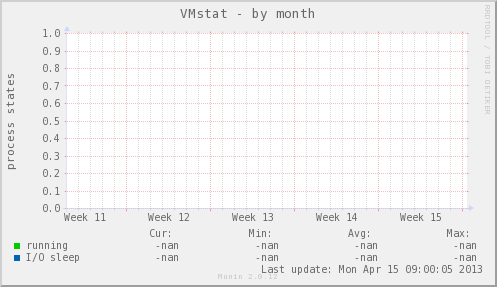 VMstat - by month
RRDTOOL / TOBI OETIKER
process states
1.0
0.9
0.8
0.7
0.6
0.5
0.4
0.3
0.2
0.1
0.0
Week 11 Week 12 Week 13 Week 14 Week 15
Cur: Min: Avg: Max:
running -nan -nan -nan -nan
I/O sleep -nan -nan -nan -nan
Last update: Mon Apr 15 09:00:05 2013
Munin 2.0.12